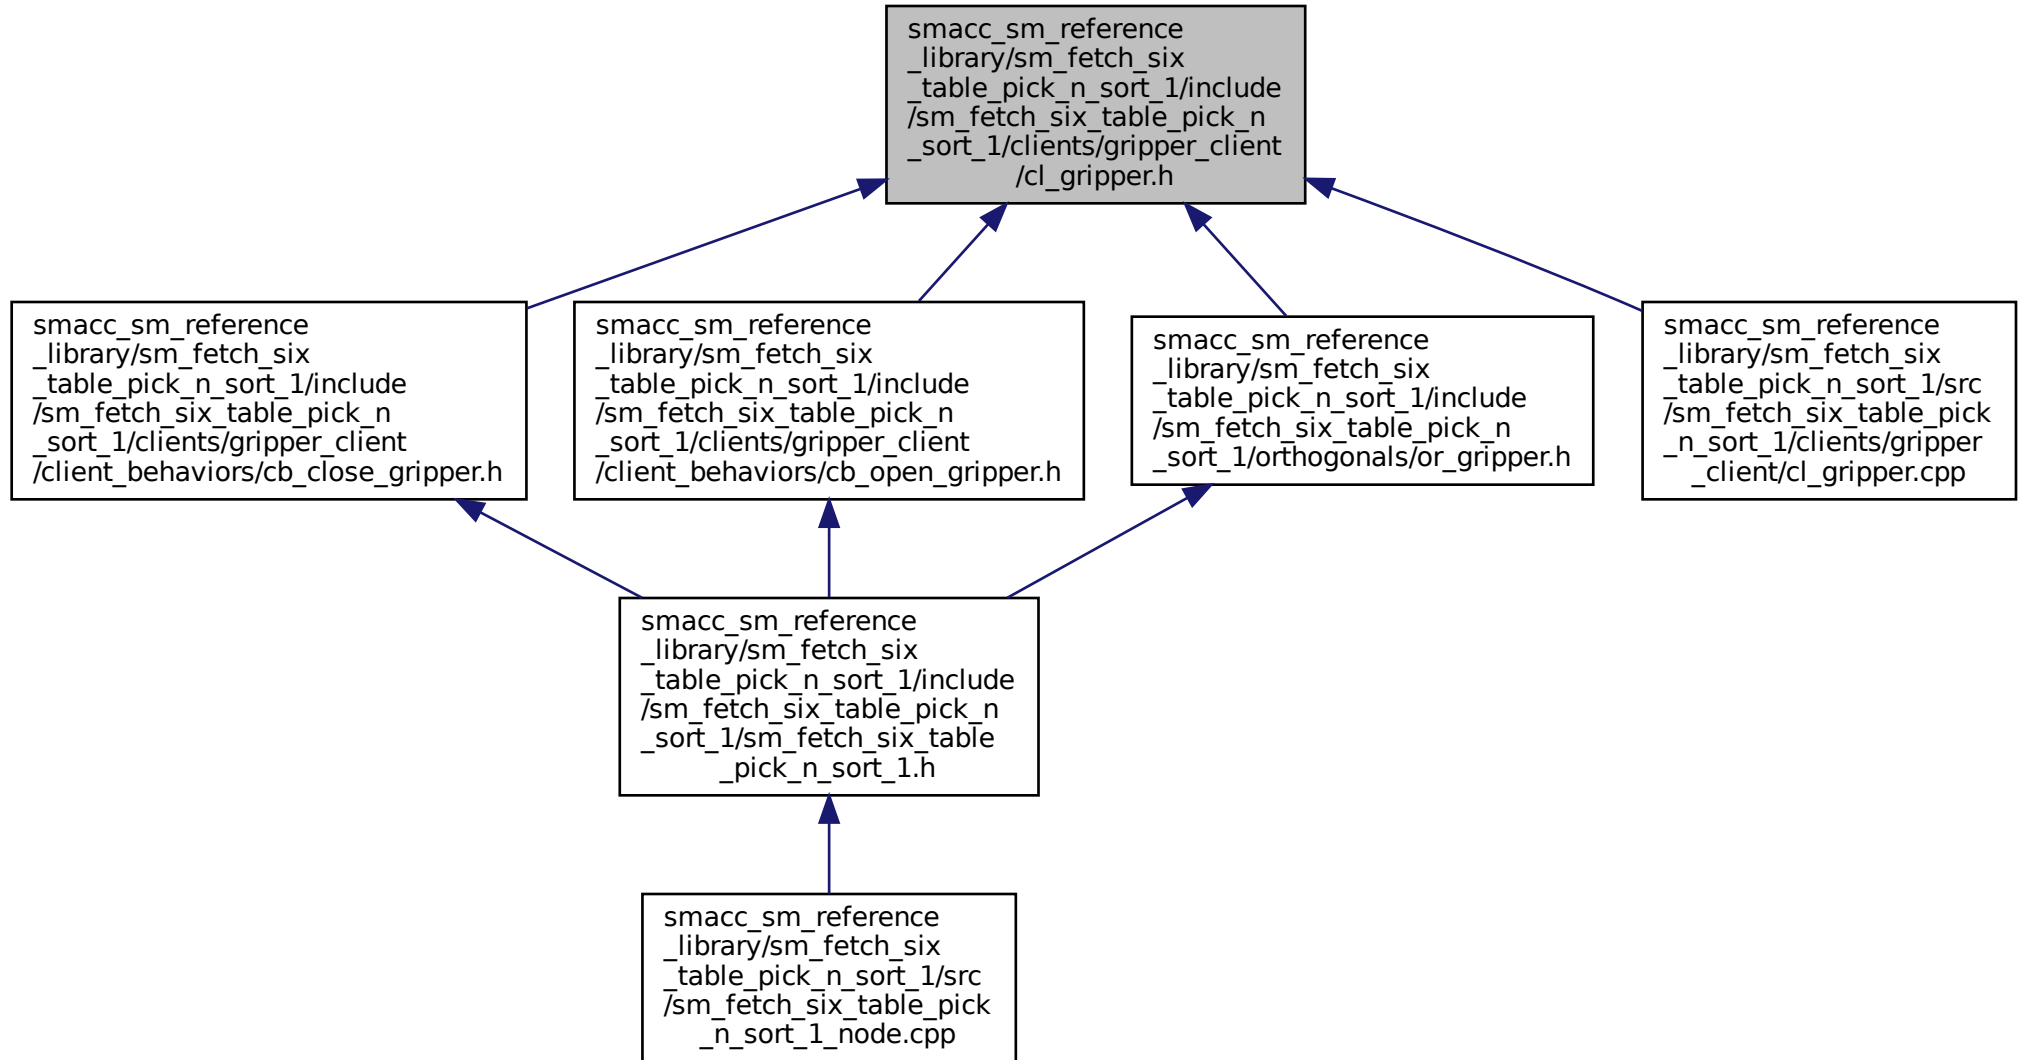 smacc_sm_reference
_library/sm_fetch_six
_table_pick_n_sort_1/include
/sm_fetch_six_table_pick_n
_sort_1/clients/gripper_client
/cl_gripper.h
smacc_sm_reference
_library/sm_fetch_six
_table_pick_n_sort_1/include
/sm_fetch_six_table_pick_n
_sort_1/clients/gripper_client
/client_behaviors/cb_close_gripper.h
smacc_sm_reference
_library/sm_fetch_six
_table_pick_n_sort_1/include
/sm_fetch_six_table_pick_n
_sort_1/clients/gripper_client
/client_behaviors/cb_open_gripper.h
smacc_sm_reference
_library/sm_fetch_six
_table_pick_n_sort_1/include
/sm_fetch_six_table_pick_n
_sort_1/orthogonals/or_gripper.h
smacc_sm_reference
_library/sm_fetch_six
_table_pick_n_sort_1/src
/sm_fetch_six_table_pick
_n_sort_1/clients/gripper
_client/cl_gripper.cpp
smacc_sm_reference
_library/sm_fetch_six
_table_pick_n_sort_1/include
/sm_fetch_six_table_pick_n
_sort_1/sm_fetch_six_table
_pick_n_sort_1.h
smacc_sm_reference
_library/sm_fetch_six
_table_pick_n_sort_1/src
/sm_fetch_six_table_pick
_n_sort_1_node.cpp